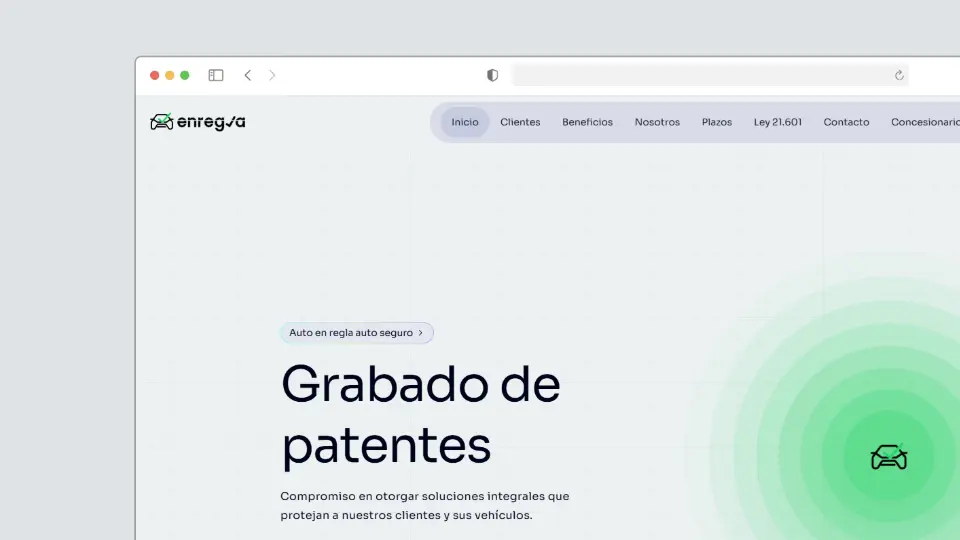 enregla
Inicio Clientes Beneficios Nosotros Plazos Ley 21.601 Contacto
Auto en regla auto seguro >
Grabado de
patentes
Compromiso en otorgar soluciones integrales que
protejan a nuestros clientes y sus vehículos.